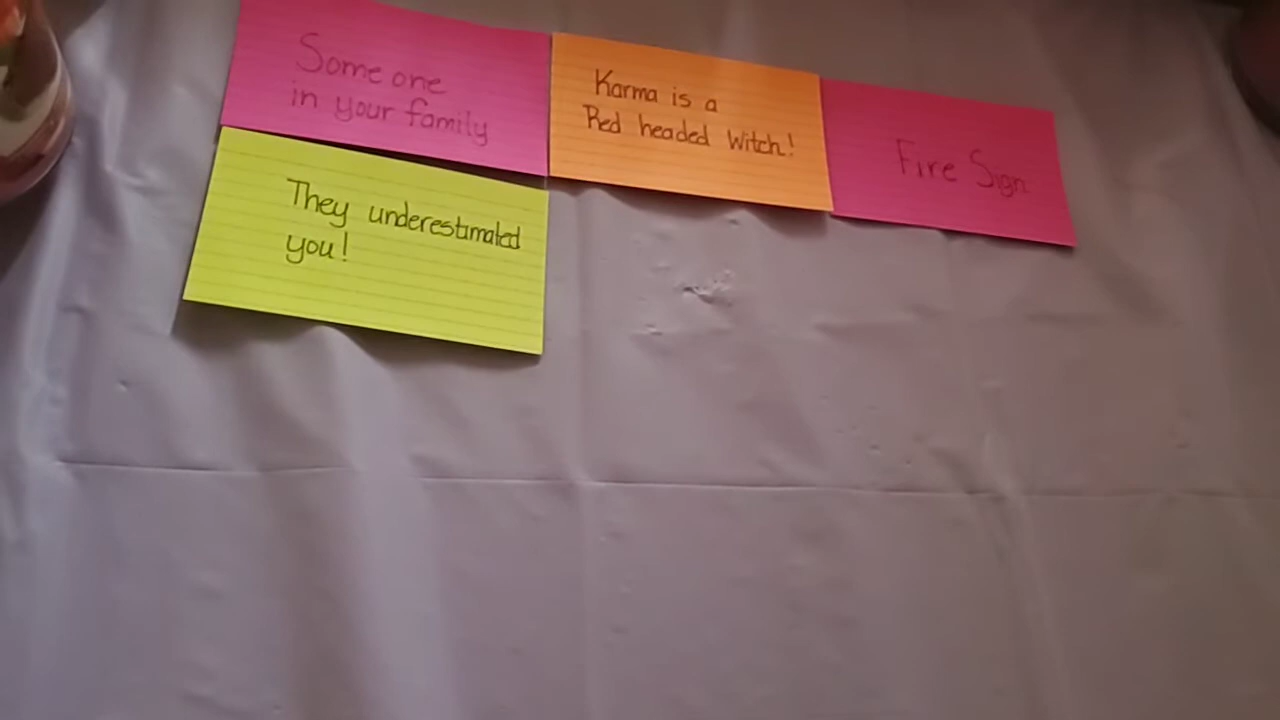 Some one
in your family
Karma is a
Red headed Witch!
Fire Sign
They underestimated
you!